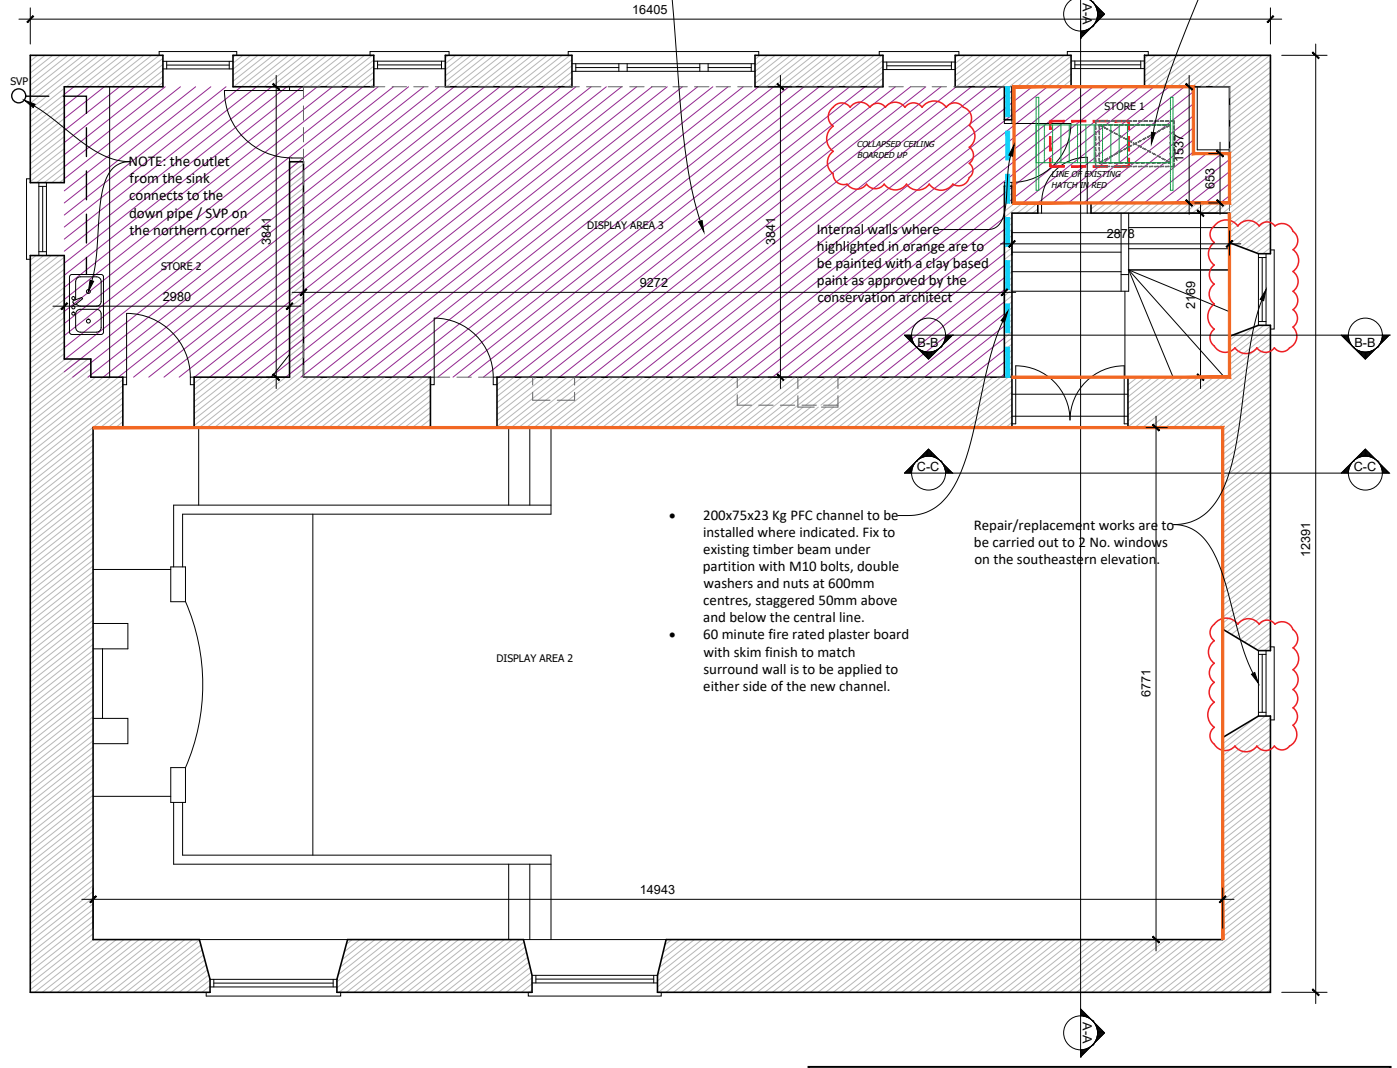 16405
A-A
SVP
STORE 1
COLLAPSED CEILING
BOARDED UP
1537
653
LINE OF EXISTING
HATCH IN RED
NOTE: the outlet
from the sink
connects to the
down pipe / SVP on
the northern corner
3841
STORE 2
2980
DISPLAY AREA 3
3841
9272
Internal walls where
highlighted in orange are to
be painted with a clay based
paint as approved by the
conservation architect
2878
2169
B-B
B-B
C-C
C-C
• 200x75x23 Kg PFC channel to be
installed where indicated. Fix to
existing timber beam under
partition with M10 bolts, double
washers and nuts at 600mm
centres, staggered 50mm above
and below the central line.
• 60 minute fire rated plaster board
with skim finish to match
surround wall is to be applied to
either side of the new channel.
Repair/replacement works are to
be carried out to 2 No. windows
on the southeastern elevation.
12391
DISPLAY AREA 2
6771
14943
A-A